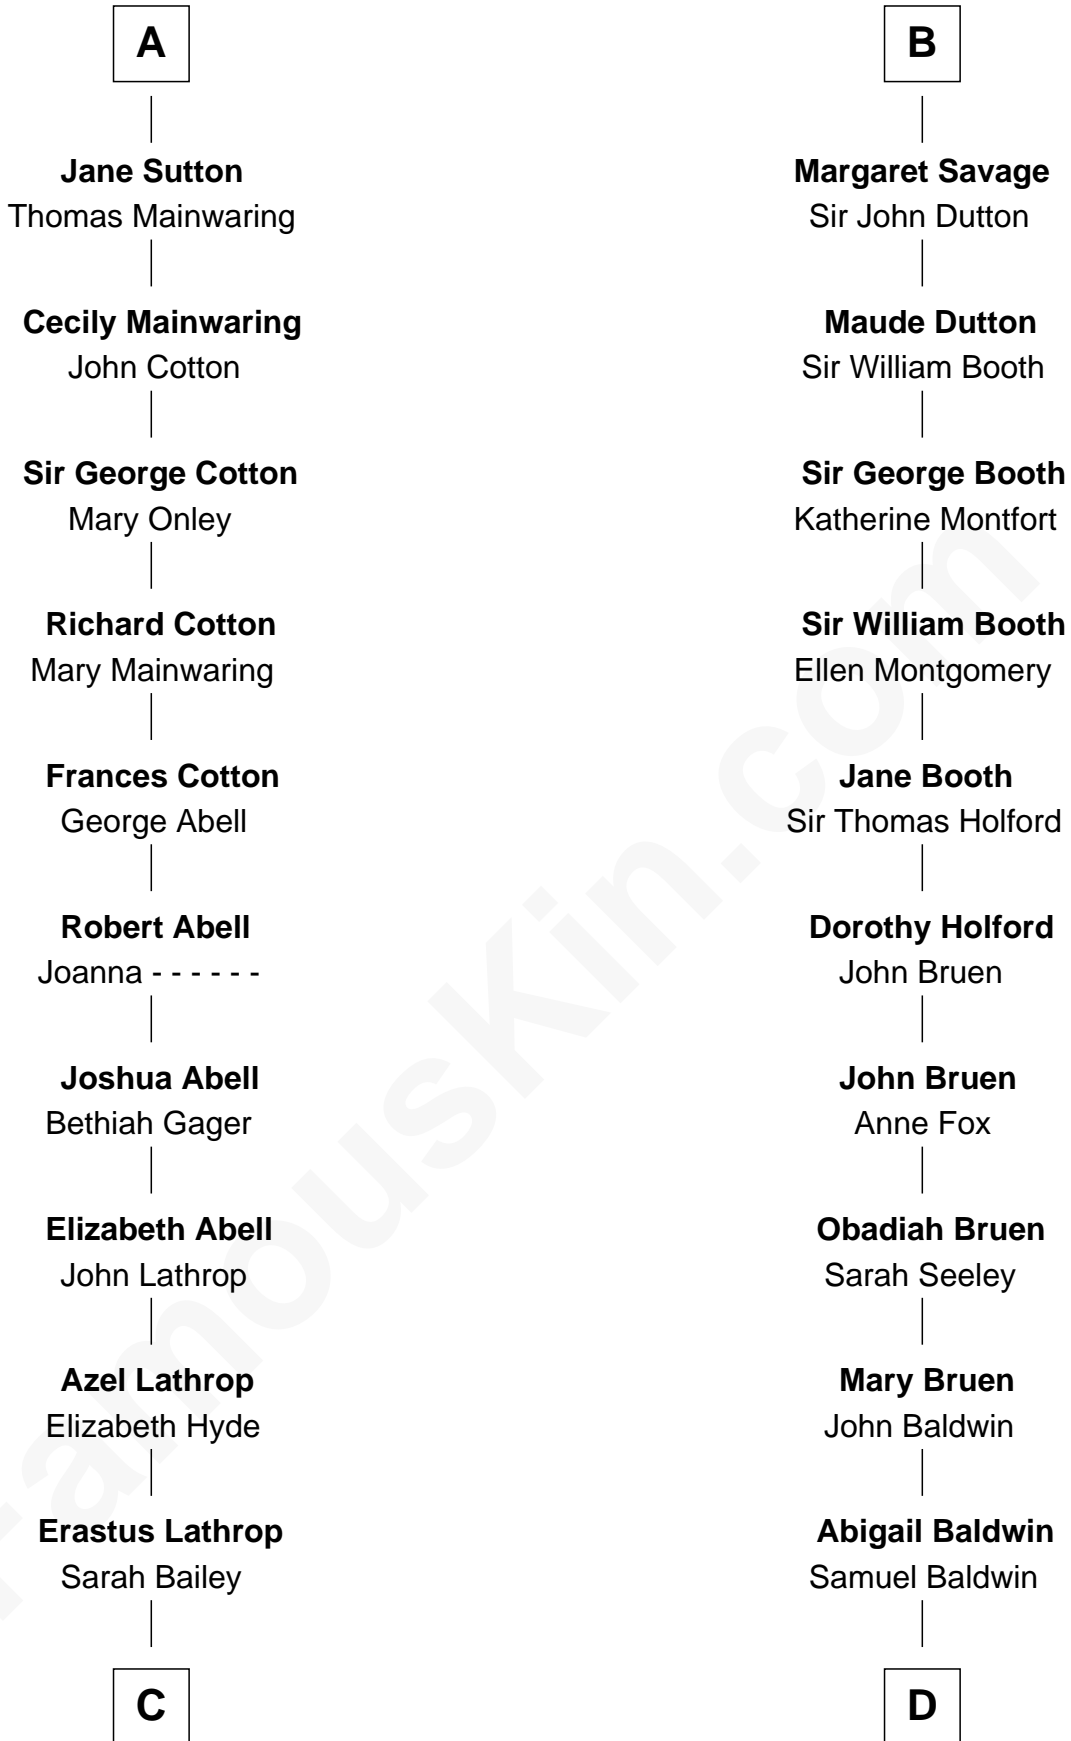 A
Jane Sutton
Thomas Mainwaring
Cecily Mainwaring
John Cotton
Sir George Cotton
Mary Onley
Richard Cotton
Mary Mainwaring
Frances Cotton
George Abell
Robert Abell
Joanna - - - - - -
Joshua Abell
Bethiah Gager
Elizabeth Abell
John Lathrop
Azel Lathrop
Elizabeth Hyde
Erastus Lathrop
Sarah Bailey
C
B
Margaret Savage
Sir John Dutton
Maude Dutton
Sir William Booth
Sir George Booth
Katherine Montfort
Sir William Booth
Ellen Montgomery
Jane Booth
Sir Thomas Holford
Dorothy Holford
John Bruen
John Bruen
Anne Fox
Obadiah Bruen
Sarah Seeley
Mary Bruen
John Baldwin
Abigail Baldwin
Samuel Baldwin
D
FamousKin.com